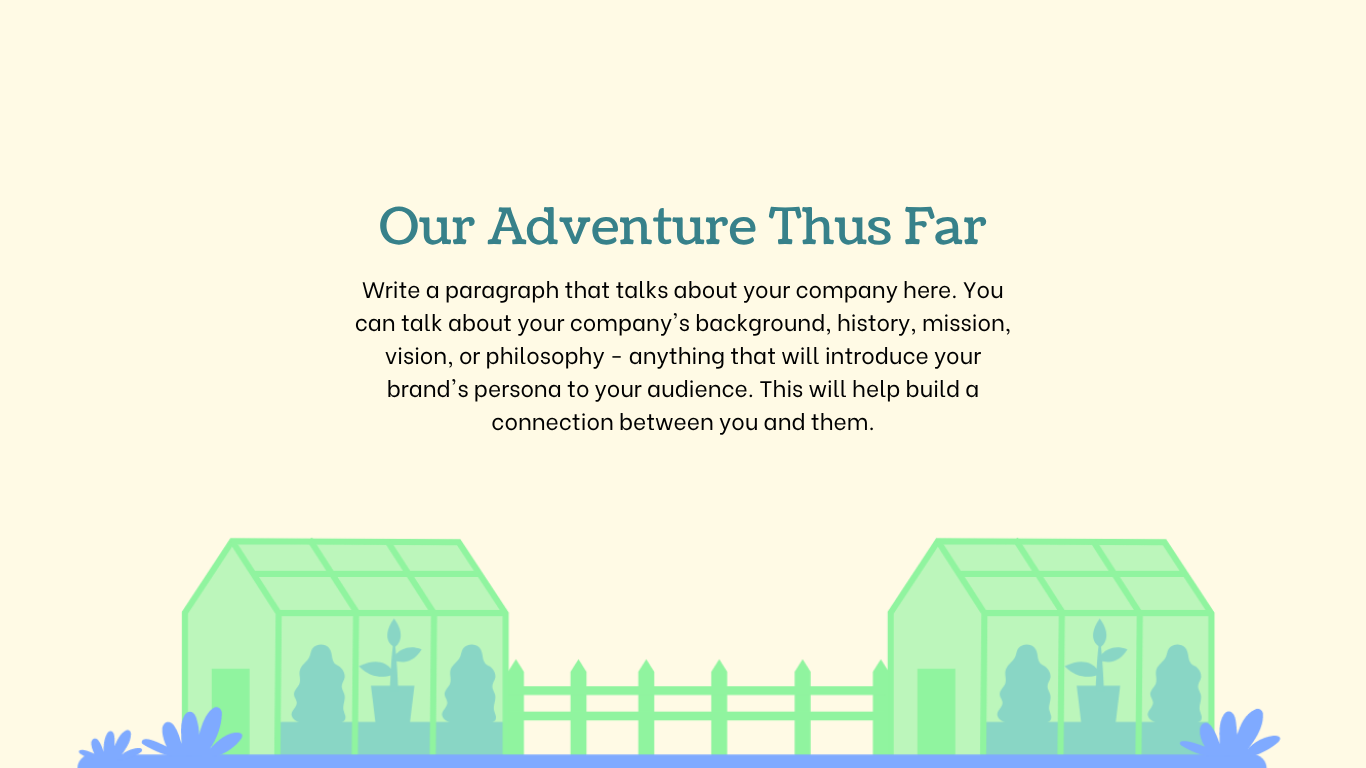 Our Adventure Thus Far
Write a paragraph that talks about your company here. You
can talk about your company's background, history, mission,
vision, or philosophy - anything that will introduce your
brand's persona to your audience. This will help build a
connection between you and them.